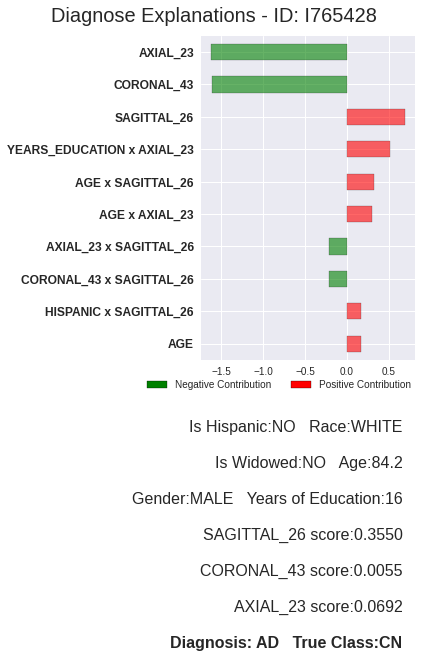 Diagnose Explanations - ID: I765428
AXIAL_23
CORONAL_43
SAGITTAL_26
YEARS_EDUCATION x AXIAL_23
AGE x SAGITTAL_26
AGE x AXIAL_23
AXIAL_23 x SAGITTAL_26
CORONAL_43 x SAGITTAL_26
HISPANIC x SAGITTAL_26
AGE
−1.5 −1.0 −0.5 0.0 0.5
Negative Contribution Positive Contribution
Is Hispanic:NO Race:WHITE
Is Widowed:NO Age:84.2
Gender:MALE Years of Education:16
SAGITTAL_26 score:0.3550
CORONAL_43 score:0.0055
AXIAL_23 score:0.0692
Diagnosis: AD True Class:CN